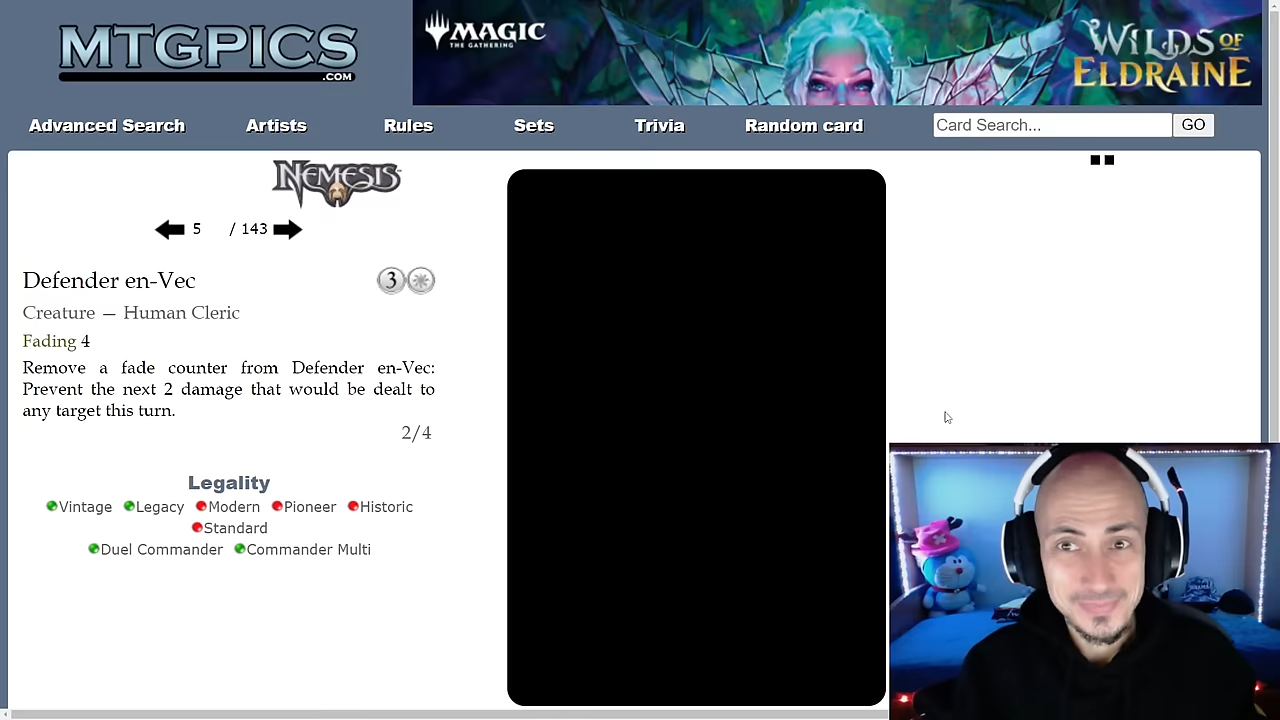 MTGPICS
.COM
MAGIC
THE GATHERING
WILDS OF
ELDRAINE
Advanced Search
Artists
Rules
Sets
Trivia
Random card
Card Search...
GO
NEMESIS
5 / 143
Defender en-Vec
3
Creature — Human Cleric
Fading 4
Remove a fade counter from Defender en-Vec:
Prevent the next 2 damage that would be dealt to
any target this turn.
2/4
Legality
Vintage Legacy Modern Pioneer Historic
Standard
Duel Commander Commander Multi